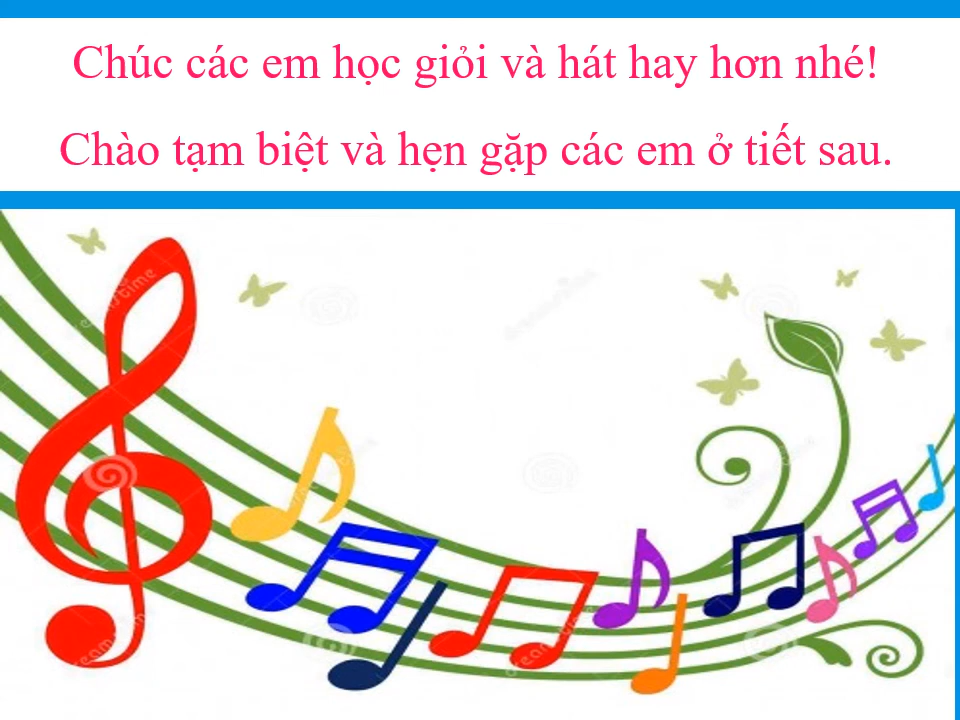 Chúc các em học giỏi và hát hay hơn nhé!
Chào tạm biệt và hẹn gặp các em ở tiết sau.